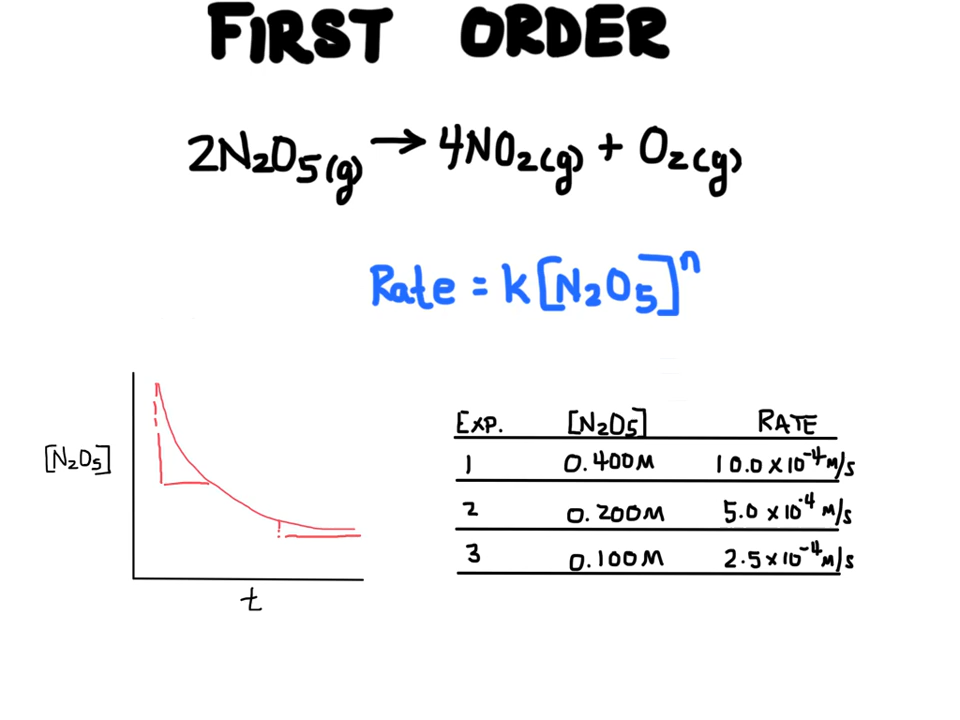 FIRST ORDER
2N₂O₅(g) → 4NO₂(g) + O₂(g)
Rate = k[N₂O₅]ⁿ
[N₂O₅]
t
EXP. [N₂O₅] RATE
1 0.400M 10.0 x 10⁻⁴ M/s
2 0.200M 5.0 x 10⁻⁴ M/s
3 0.100M 2.5 x 10⁻⁴ M/s